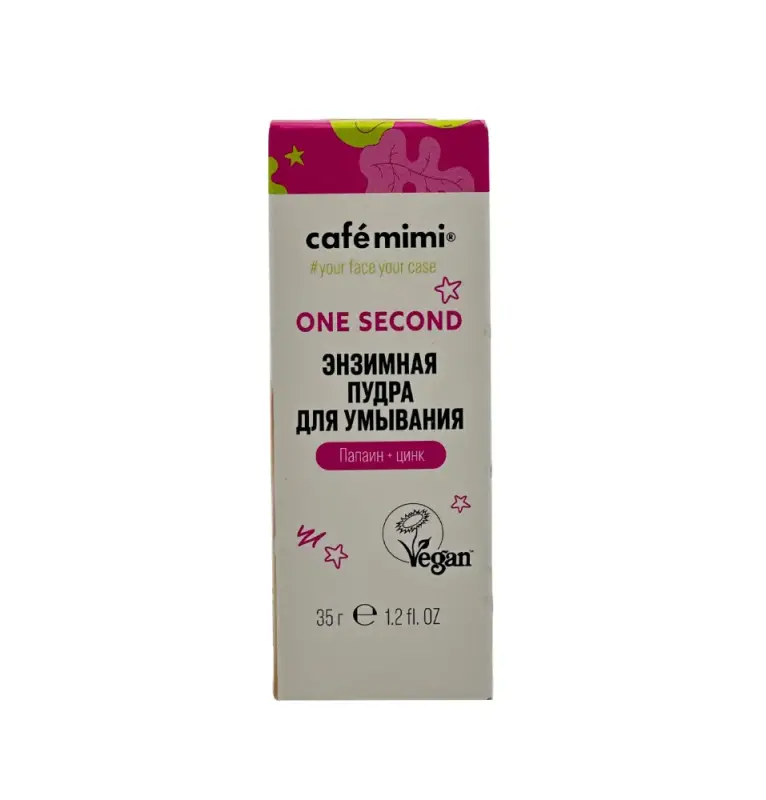 café mimi®
#your face your case
ONE SECOND
ЭНЗИМНАЯ
ПУДРА
ДЛЯ УМЫВАНИЯ
Папаин + цинк
Vegan™
35 г ℮ 1.2 fl. OZ